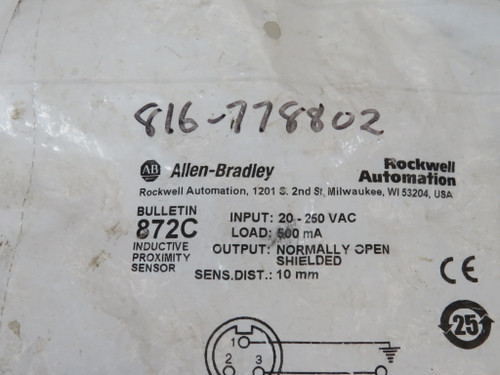 816-778802
AB Allen-Bradley
Rockwell Automation
Rockwell Automation, 1201 S. 2nd St, Milwaukee, WI 53204, USA
BULLETIN
872C
INDUCTIVE
PROXIMITY
SENSOR
INPUT: 20 - 250 VAC
LOAD: 500 mA
OUTPUT: NORMALLY OPEN
SHIELDED
SENS.DIST.: 10 mm
CE
25
1
2 3